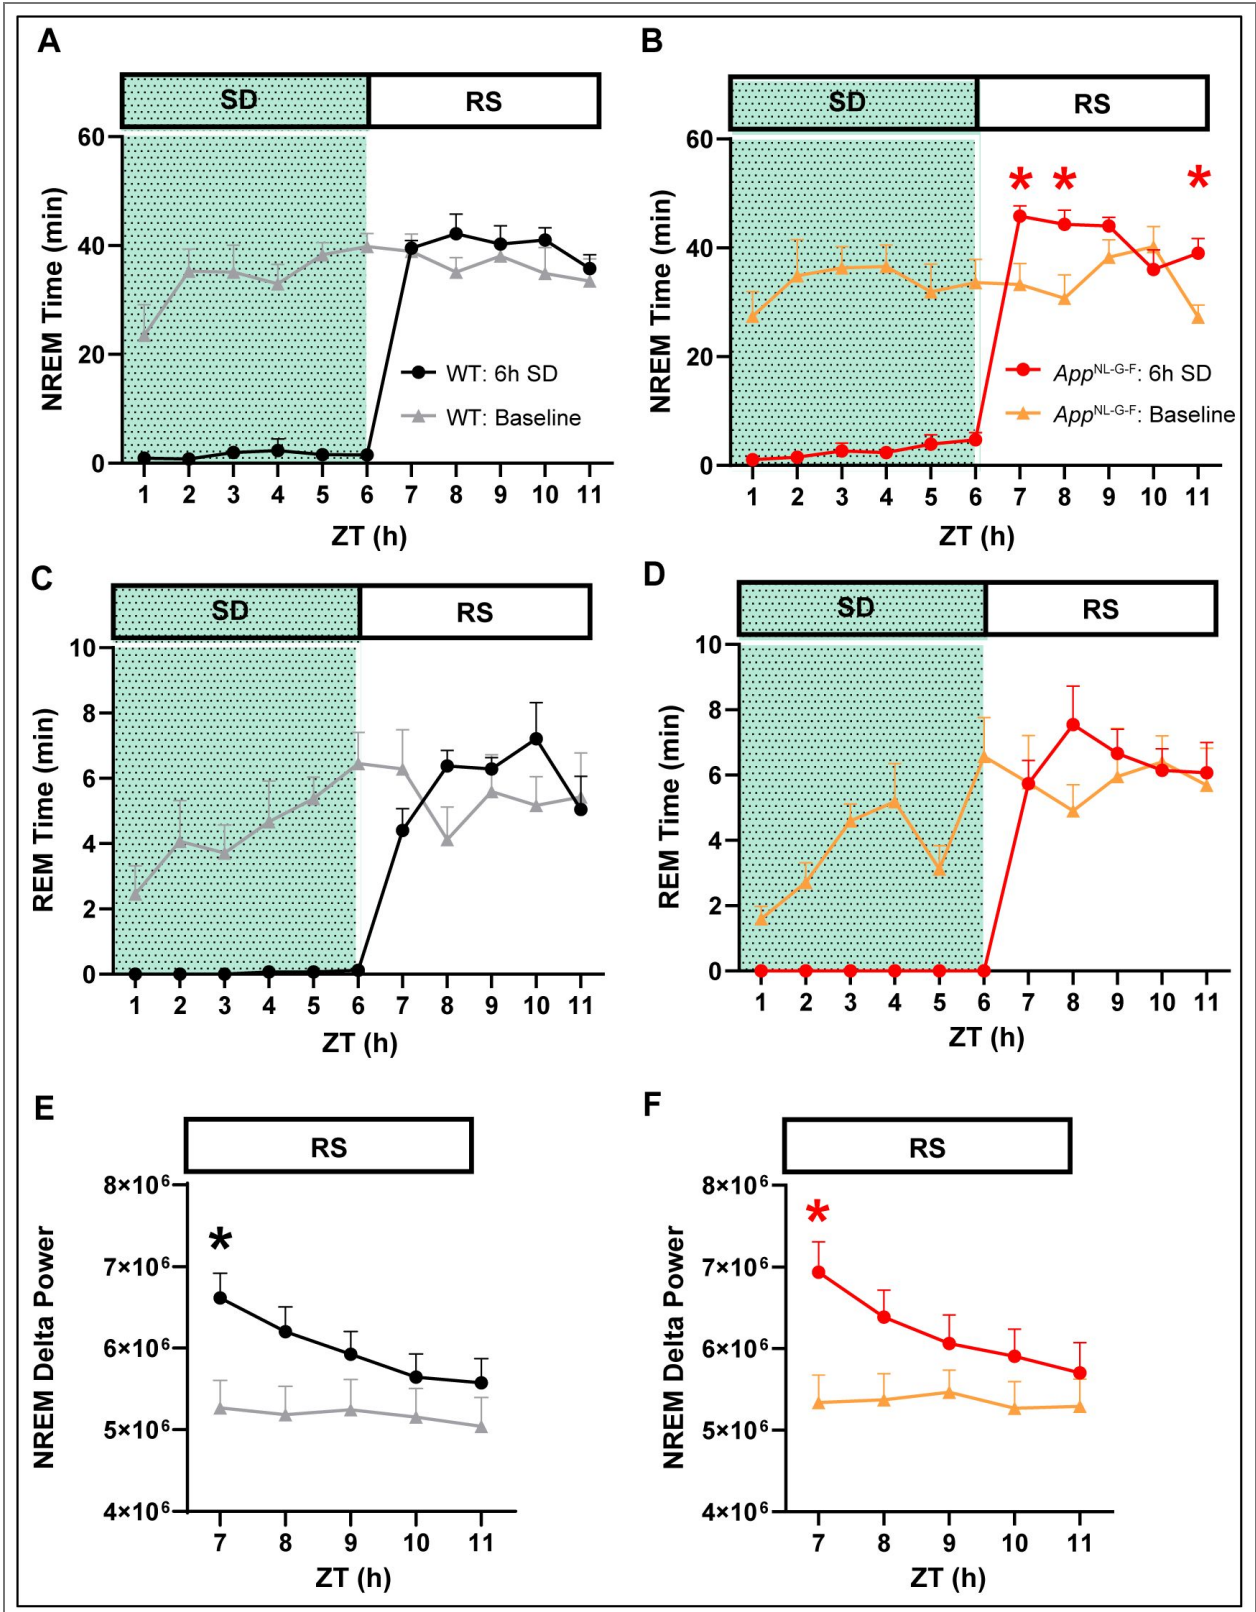 A
SD RS
60
40
20
0
NREM Time (min)
WT: 6h SD
WT: Baseline
1 2 3 4 5 6 7 8 9 10 11
ZT (h)
B
SD RS
60
40
20
0
NREM Time (min)
* * *
App^NL-G-F: 6h SD
App^NL-G-F: Baseline
1 2 3 4 5 6 7 8 9 10 11
ZT (h)
C
SD RS
10
8
6
4
2
0
REM Time (min)
1 2 3 4 5 6 7 8 9 10 11
ZT (h)
D
SD RS
10
8
6
4
2
0
REM Time (min)
1 2 3 4 5 6 7 8 9 10 11
ZT (h)
E
RS
8×10⁶
7×10⁶
6×10⁶
5×10⁶
4×10⁶
NREM Delta Power
*
7 8 9 10 11
ZT (h)
F
RS
8×10⁶
7×10⁶
6×10⁶
5×10⁶
4×10⁶
NREM Delta Power
*
7 8 9 10 11
ZT (h)